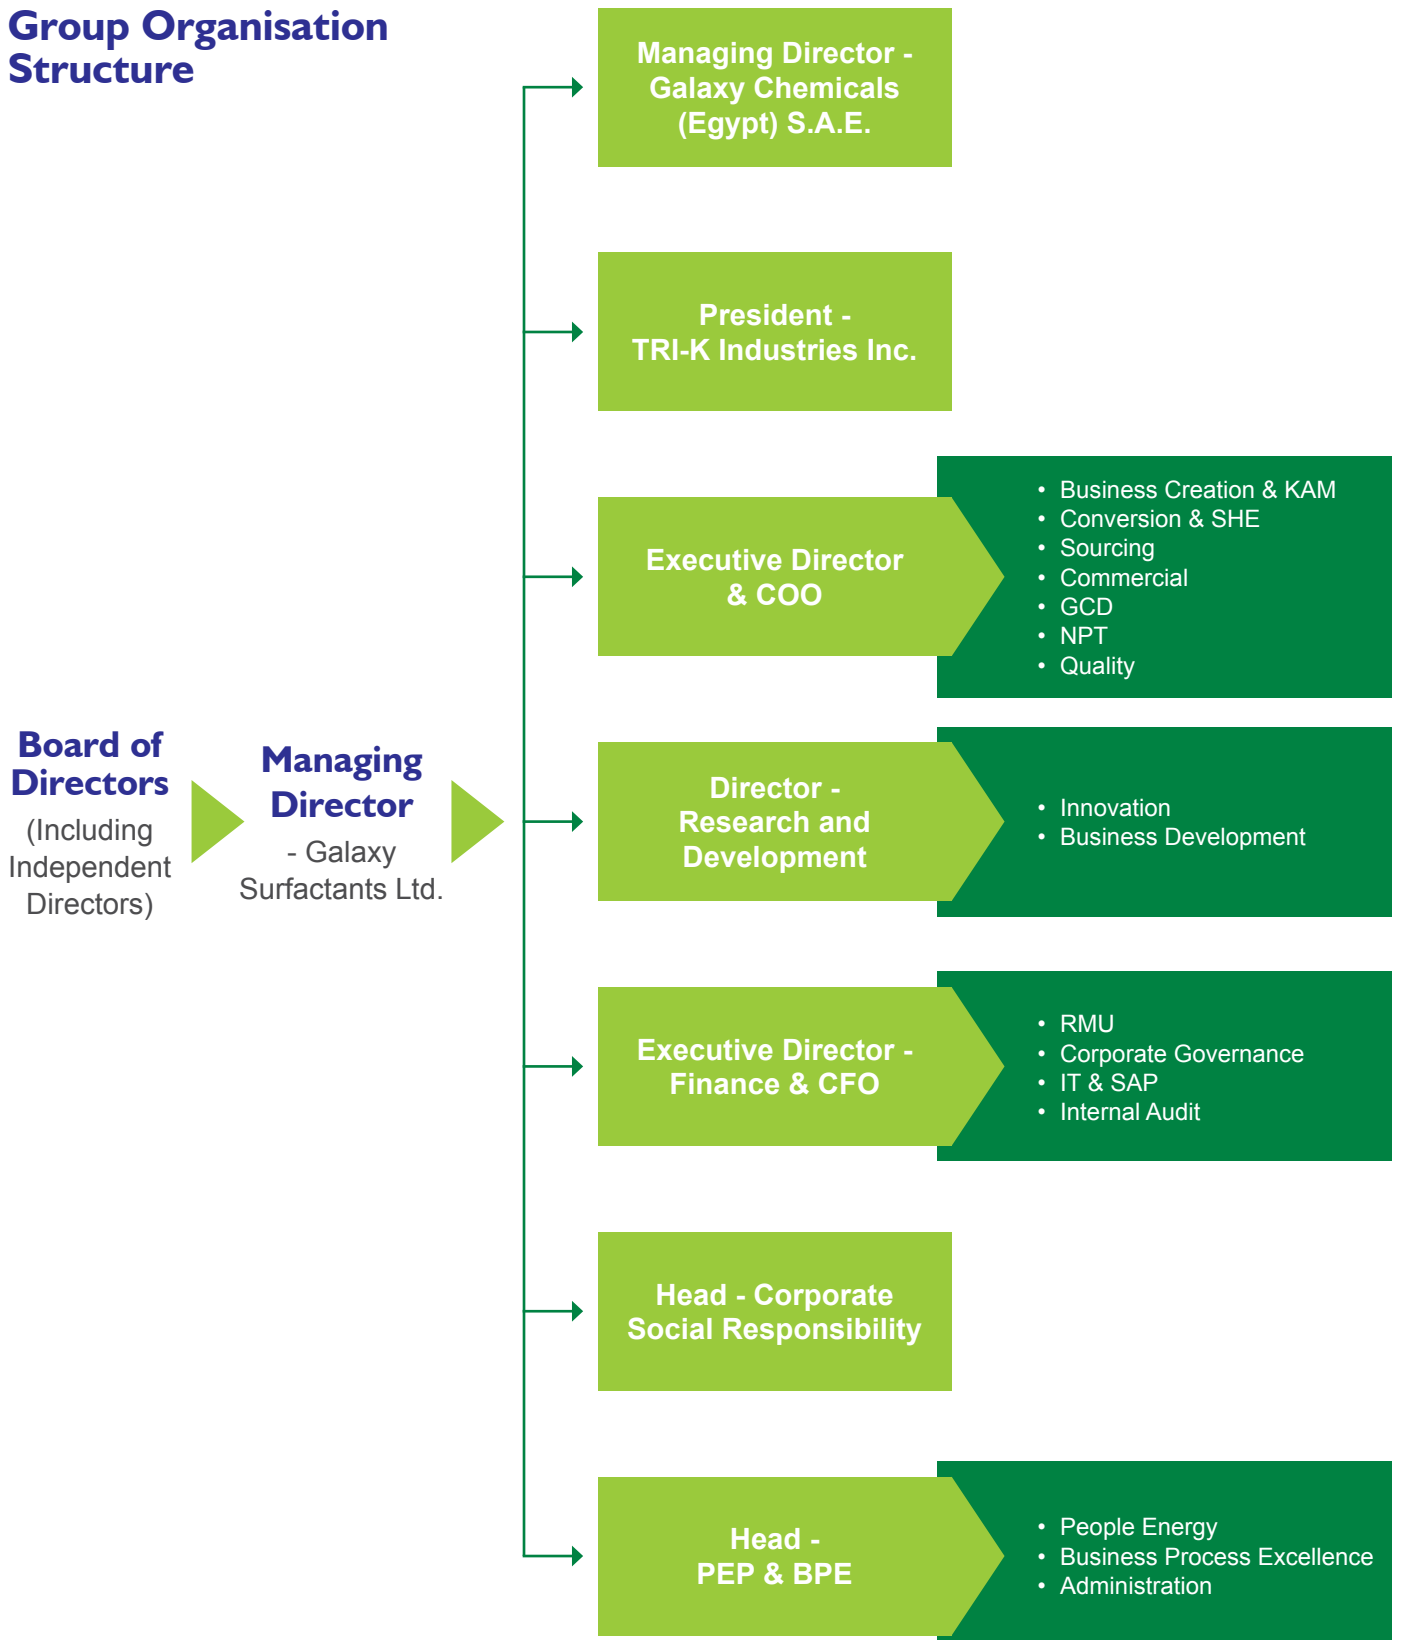 Group Organisation
Structure
Board of
Directors
(Including
Independent
Directors)
Managing
Director
- Galaxy
Surfactants Ltd.
Managing Director -
Galaxy Chemicals
(Egypt) S.A.E.
President -
TRI-K Industries Inc.
Executive Director
& COO
• Business Creation & KAM
• Conversion & SHE
• Sourcing
• Commercial
• GCD
• NPT
• Quality
Director -
Research and
Development
• Innovation
• Business Development
Executive Director -
Finance & CFO
• RMU
• Corporate Governance
• IT & SAP
• Internal Audit
Head - Corporate
Social Responsibility
Head -
PEP & BPE
• People Energy
• Business Process Excellence
• Administration